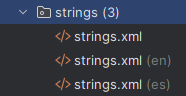 strings (3)
</> strings.xml
</> strings.xml (en)
</> strings.xml (es)